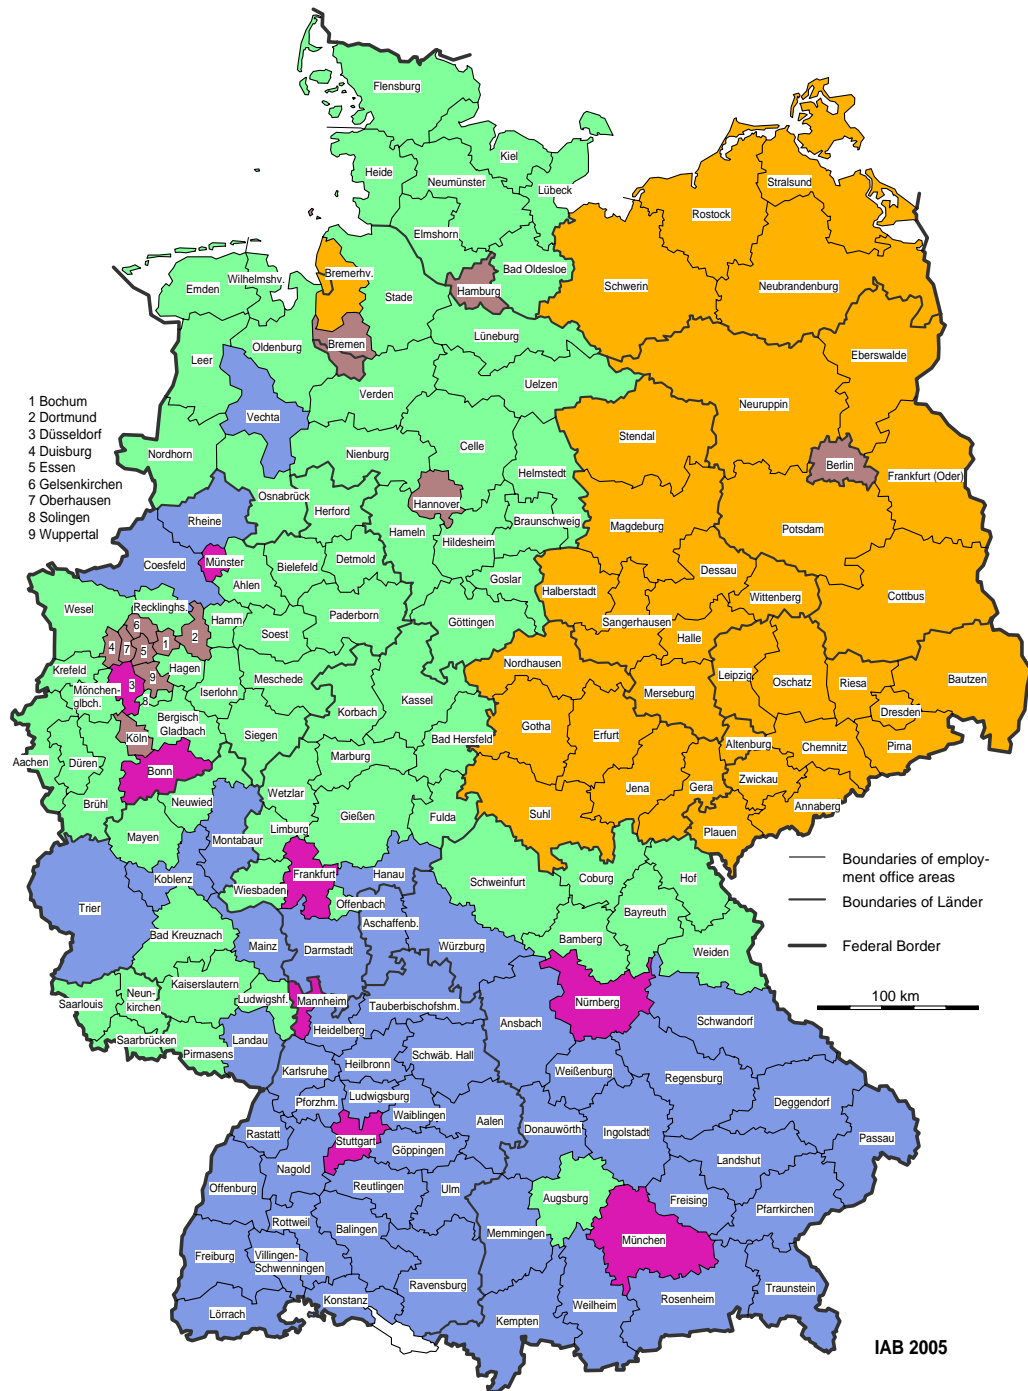 Flensburg
Kiel
Heide
Neumünster
Lübeck
Stralsund
Rostock
Elmshorn
Bremerhv.
Bad Oldesloe
Wilhelmshv.
Emden
Hamburg
Stade
Schwerin
Neubrandenburg
Lüneburg
Bremen
Oldenburg
Leer
Eberswalde
Uelzen
Verden
Neuruppin
1 Bochum
2 Dortmund
3 Düsseldorf
4 Duisburg
5 Essen
6 Gelsenkirchen
7 Oberhausen
8 Solingen
9 Wuppertal
Vechta
Stendal
Celle
Nordhorn
Nienburg
Berlin
Helmstedt
Frankfurt (Oder)
Osnabrück
Hannover
Herford
Rheine
Braunschweig
Magdeburg
Potsdam
Hameln
Hildesheim
Münster
Detmold
Coesfeld
Bielefeld
Dessau
Goslar
Ahlen
Halberstadt
Wittenberg
Cottbus
Wesel
Recklinghs.
Hamm
Paderborn
Göttingen
Sangerhausen
6
Soest
Halle
4
7
5
1
2
Nordhausen
Krefeld
Hagen
Meschede
Leipzig
Oschatz
Riesa
Bautzen
9
3
Mönchen-
glbch.
Iserlohn
Merseburg
8
Kassel
Korbach
Dresden
Bergisch
Gladbach
Gotha
Siegen
Köln
Bad Hersfeld
Erfurt
Altenburg
Chemnitz
Pirna
Aachen
Düren
Marburg
Bonn
Zwickau
Jena
Gera
Wetzlar
Brühl
Neuwied
Annaberg
Gießen
Fulda
Suhl
Limburg
Plauen
Mayen
Montabaur
Boundaries of employ-
ment office areas
Koblenz
Frankfurt
Hanau
Coburg
Hof
Wiesbaden
Schweinfurt
Trier
Offenbach
Boundaries of Länder
Bayreuth
Aschaffenb.
Bad Kreuznach
Bamberg
Mainz
Darmstadt
Würzburg
Weiden
Federal Border
Saarlouis
Neun-
kirchen
Kaiserslautern
100 km
Ludwigshf.
Mannheim
Nürnberg
Tauberbischofshm.
Ansbach
Schwandorf
Heidelberg
Saarbrücken
Landau
Pirmasens
Schwäb. Hall
Heilbronn
Karlsruhe
Weißenburg
Regensburg
Pforzhm.
Ludwigsburg
Deggendorf
Waiblingen
Aalen
Rastatt
Donauwörth
Ingolstadt
Stuttgart
Passau
Göppingen
Landshut
Nagold
Reutlingen
Ulm
Offenburg
Augsburg
Freising
Pfarrkirchen
Rottweil
Balingen
Memmingen
München
Freiburg
Villingen-
Schwenningen
Ravensburg
Traunstein
Konstanz
Rosenheim
Lörrach
Weilheim
Kempten
IAB 2005